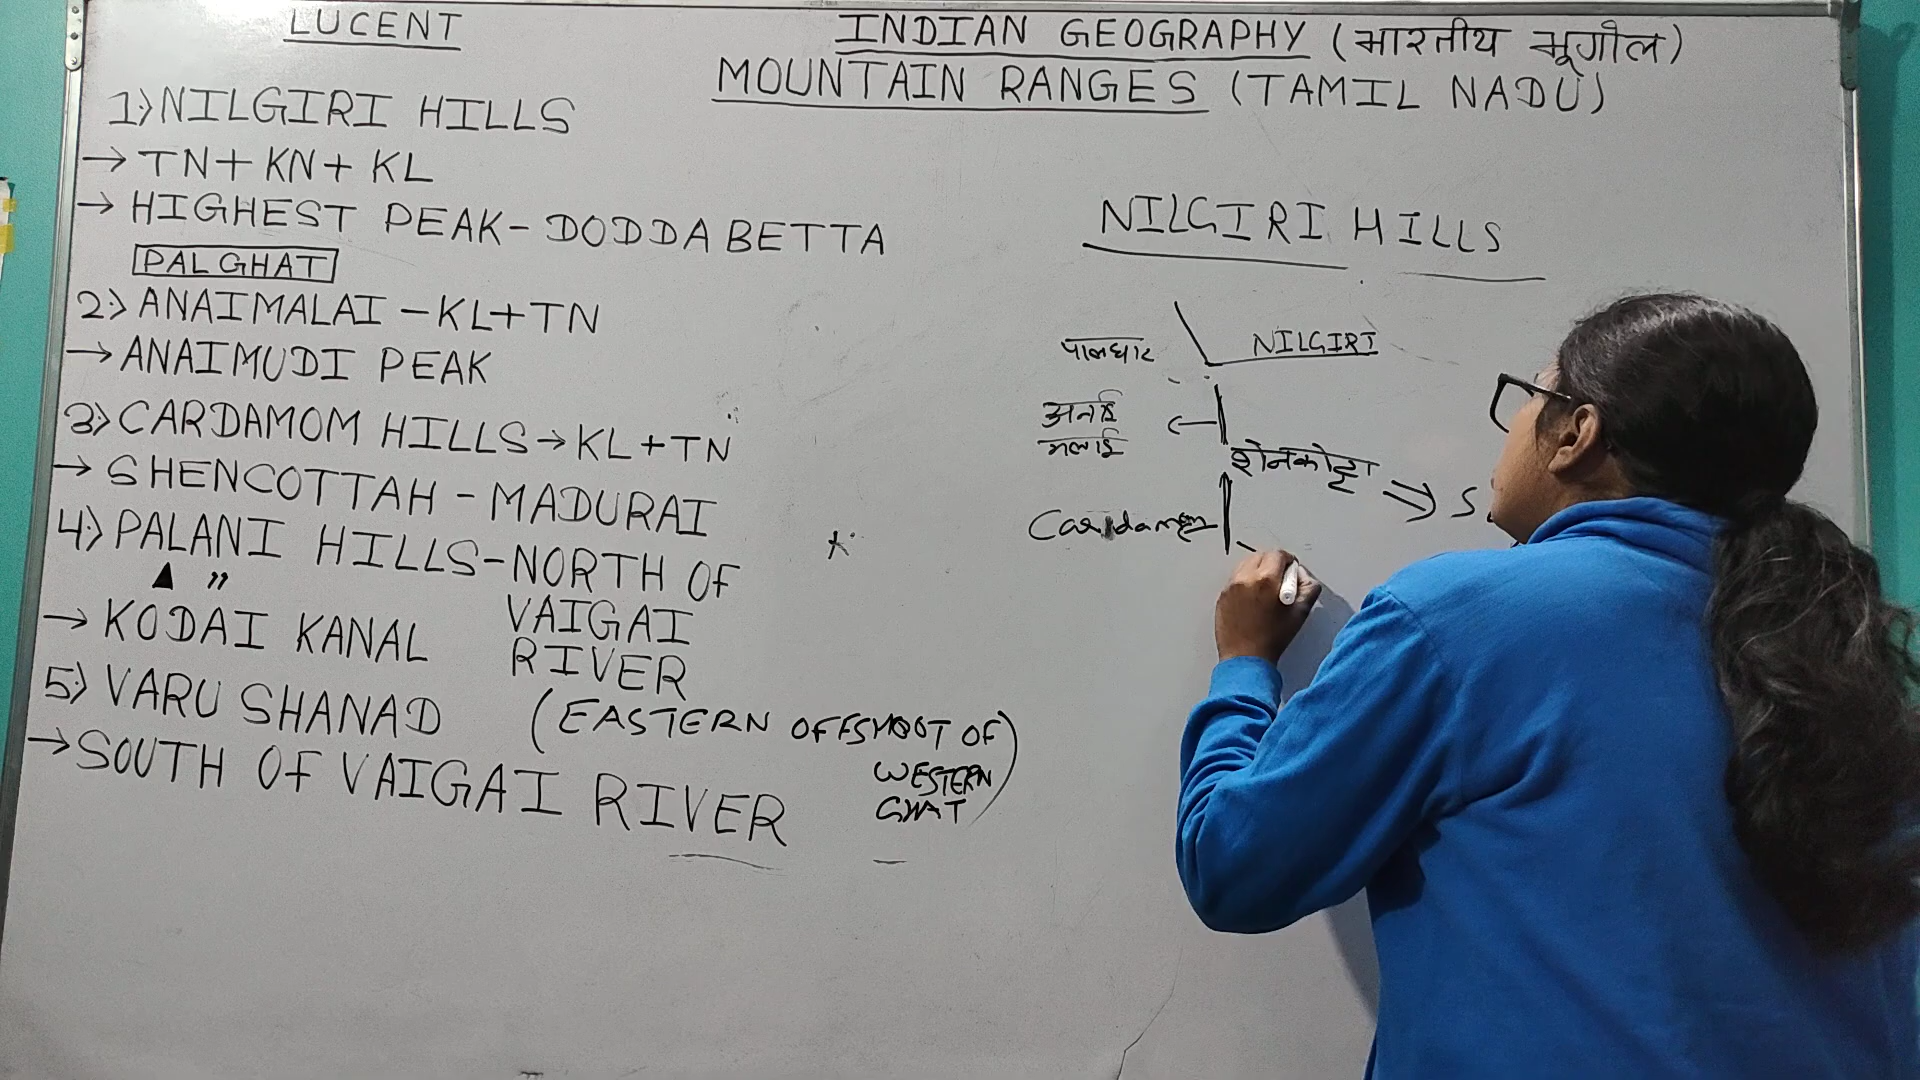 LUCENT
INDIAN GEOGRAPHY (भारतीय भूगोल)
MOUNTAIN RANGES (TAMIL NADU)
1) NILGIRI HILLS
→ TN + KN + KL
→ HIGHEST PEAK - DODDA BETTA
PALGHAT
2) ANAIMALAI - KL + TN
→ ANAIMUDI PEAK
3) CARDAMOM HILLS → KL + TN
→ SHENCOTTAH - MADURAI
4) PALANI HILLS - NORTH OF
VAIGAI
RIVER
▲ "
→ KODAI KANAL
5) VARU SHANAD (EASTERN OFFSHOOT OF
WESTERN
GHAT)
→ SOUTH OF VAIGAI RIVER
NILGIRI HILLS
पालघाट
NILGIRI
अनाई
मलाई
शेनकोट्टा ⇒ S